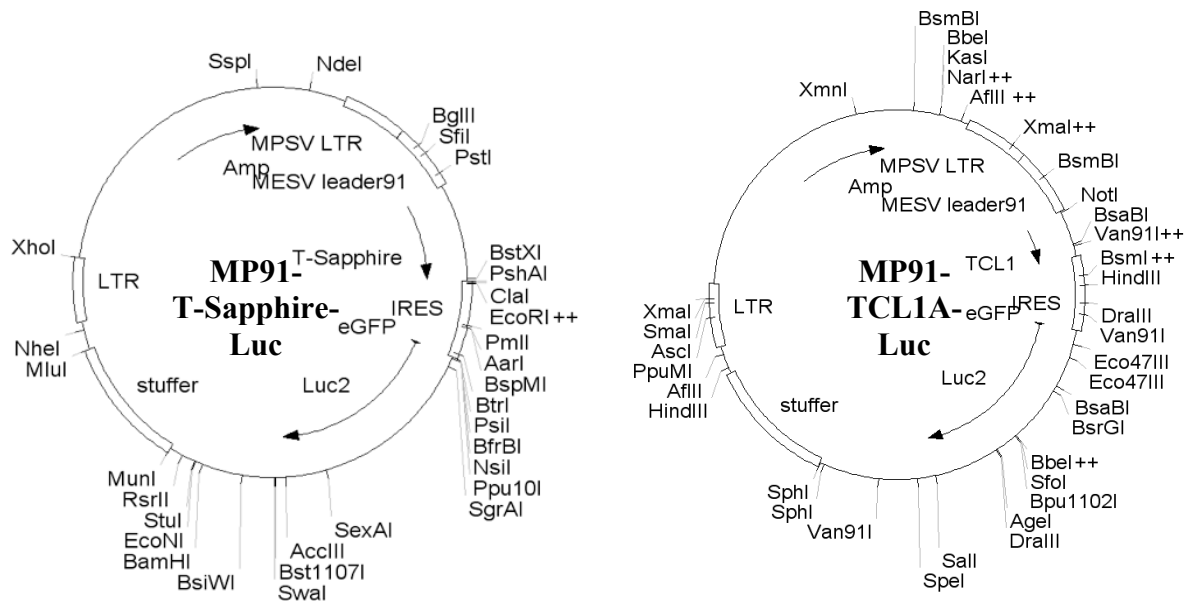 SspI
NdeI
BglII
SfiI
PstI
MPSV LTR
Amp
MESV leader91
XhoI
LTR
MP91-
T-Sapphire-
Luc
T-Sapphire
IRES
eGFP
BstXI
PshAI
ClaI
EcoRI ++
PmlI
AarI
BspMI
BtrI
PsiI
BfrBI
NsiI
Ppu10I
SgrAI
Luc2
NheI
MluI
stuffer
MunI
RsrII
StuI
EcoNI
BamHI
BsiWI
SexAI
AccIII
Bst1107I
SwaI
BsmBI
BbeI
KasI
NarI ++
AflII ++
XmnI
XmaI++
BsmBI
MPSV LTR
Amp
MESV leader91
NotI
BsaBI
Van91I++
BsmI ++
HindIII
DraIII
Van91I
Eco47III
Eco47III
BsaBI
BsrGI
TCL1
IRES
eGFP
MP91-
TCL1A-
Luc
LTR
XmaI
SmaI
AscI
PpuMI
AflII
HindIII
Luc2
stuffer
BbeI++
SfoI
Bpu1102I
AgeI
DraIII
SphI
SphI
Van91I
SalI
SpeI